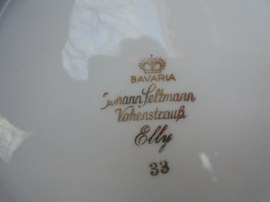 BAVARIA
Johann Seltmann
Vohenstrauß
Elly
33